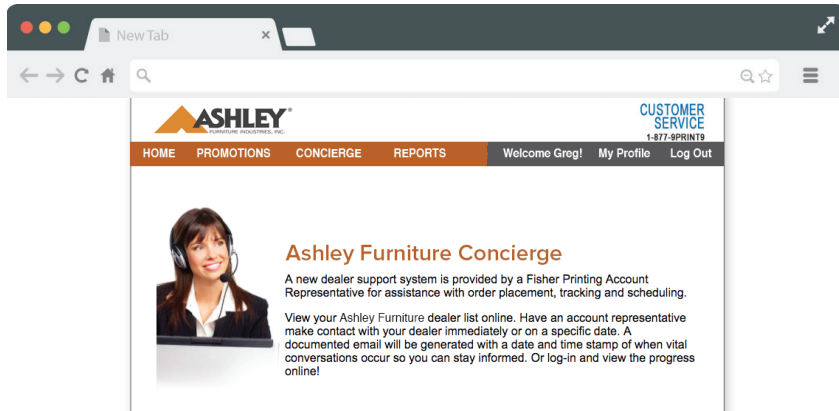 New Tab
ASHLEY®
FURNITURE INDUSTRIES, INC.
CUSTOMER
SERVICE
1-877-9PRINT9
HOME PROMOTIONS CONCIERGE REPORTS Welcome Greg! My Profile Log Out
Ashley Furniture Concierge
A new dealer support system is provided by a Fisher Printing Account
Representative for assistance with order placement, tracking and scheduling.
View your Ashley Furniture dealer list online. Have an account representative
make contact with your dealer immediately or on a specific date. A
documented email will be generated with a date and time stamp of when vital
conversations occur so you can stay informed. Or log-in and view the progress
online!